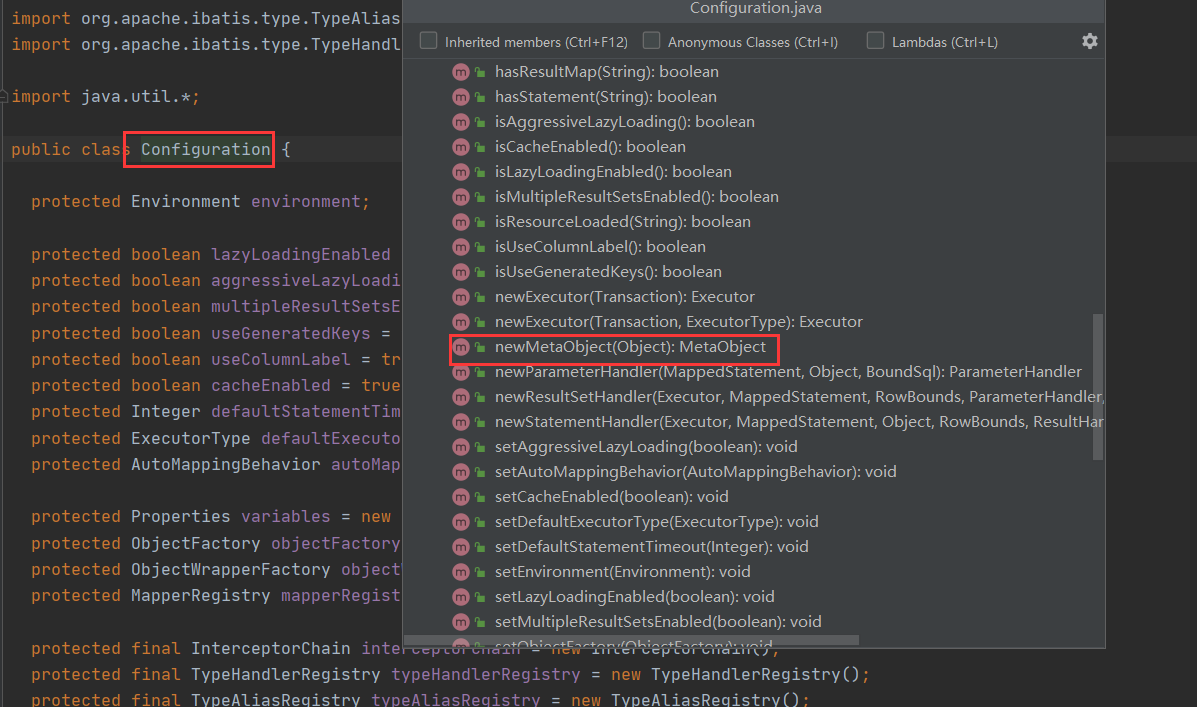 import org.apache.ibatis.type.TypeAlias
import org.apache.ibatis.type.TypeHandl
import java.util.*;
public class Configuration {
protected Environment environment;
protected boolean lazyLoadingEnabled
protected boolean aggressiveLazyLoadi
protected boolean multipleResultSetsE
protected boolean useGeneratedKeys =
protected boolean useColumnLabel = tr
protected boolean cacheEnabled = true
protected Integer defaultStatementTim
protected ExecutorType defaultExecuto
protected AutoMappingBehavior autoMap
protected Properties variables = new
protected ObjectFactory objectFactory
protected ObjectWrapperFactory object
protected MapperRegistry mapperRegist
protected final InterceptorChain interceptorChain = new InterceptorChain();
protected final TypeHandlerRegistry typeHandlerRegistry = new TypeHandlerRegistry();
protected final TypeAliasRegistry typeAliasRegistry = new TypeAliasRegistry();
Configuration.java
Inherited members (Ctrl+F12) Anonymous Classes (Ctrl+I) Lambdas (Ctrl+L)
m hasResultMap(String): boolean
m hasStatement(String): boolean
m isAggressiveLazyLoading(): boolean
m isCacheEnabled(): boolean
m isLazyLoadingEnabled(): boolean
m isMultipleResultSetsEnabled(): boolean
m isResourceLoaded(String): boolean
m isUseColumnLabel(): boolean
m isUseGeneratedKeys(): boolean
m newExecutor(Transaction): Executor
m newExecutor(Transaction, ExecutorType): Executor
m newMetaObject(Object): MetaObject
m newParameterHandler(MappedStatement, Object, BoundSql): ParameterHandler
m newResultSetHandler(Executor, MappedStatement, RowBounds, ParameterHandler,
m newStatementHandler(Executor, MappedStatement, Object, RowBounds, ResultHar
m setAggressiveLazyLoading(boolean): void
m setAutoMappingBehavior(AutoMappingBehavior): void
m setCacheEnabled(boolean): void
m setDefaultExecutorType(ExecutorType): void
m setDefaultStatementTimeout(Integer): void
m setEnvironment(Environment): void
m setLazyLoadingEnabled(boolean): void
m setMultipleResultSetsEnabled(boolean): void
m setObjectFactory(ObjectFactory): void